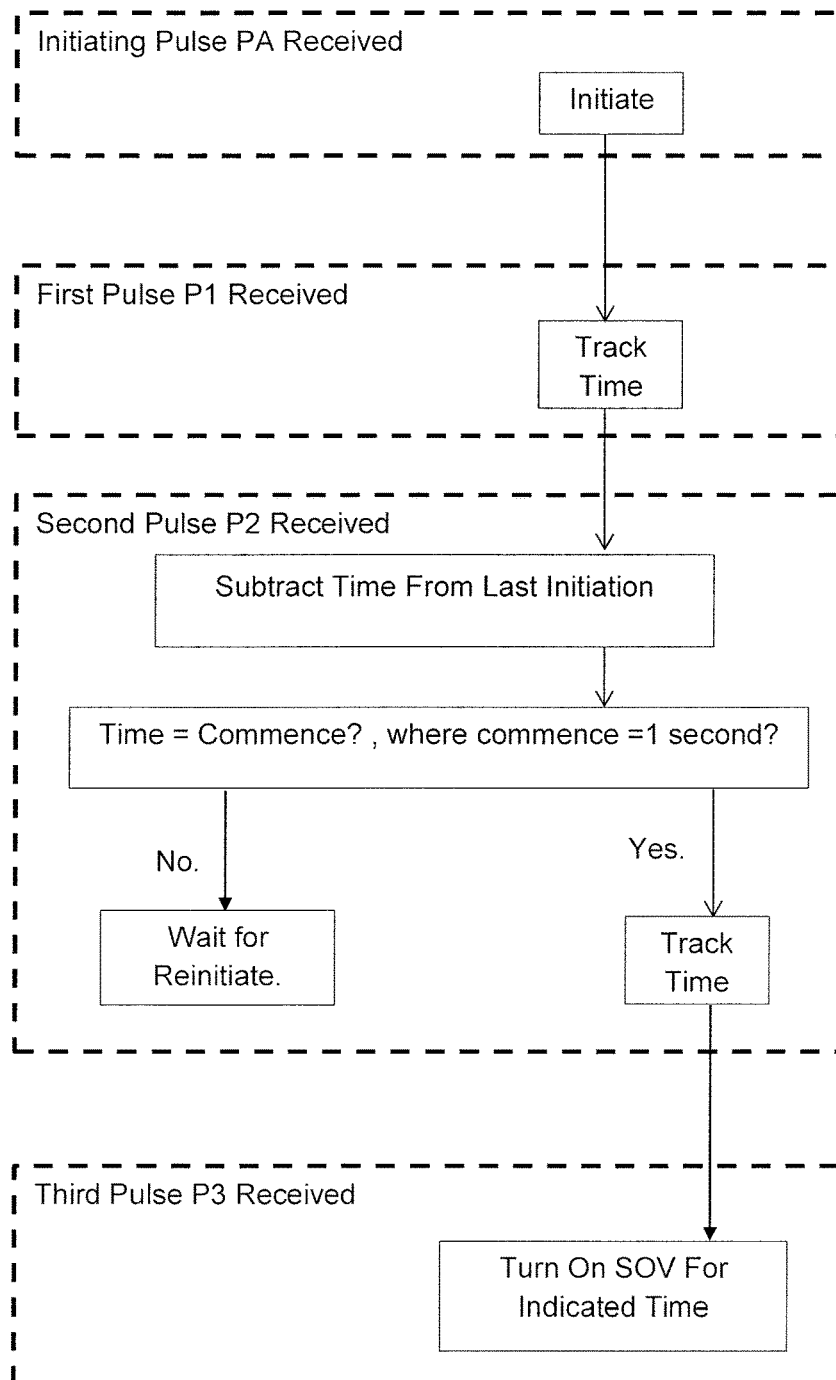 Initiating Pulse PA Received
Initiate
First Pulse P1 Received
Track
Time
Second Pulse P2 Received
Subtract Time From Last Initiation
Time = Commence? , where commence =1 second?
No.
Yes.
Wait for
Reinitiate.
Track
Time
Third Pulse P3 Received
Turn On SOV For
Indicated Time